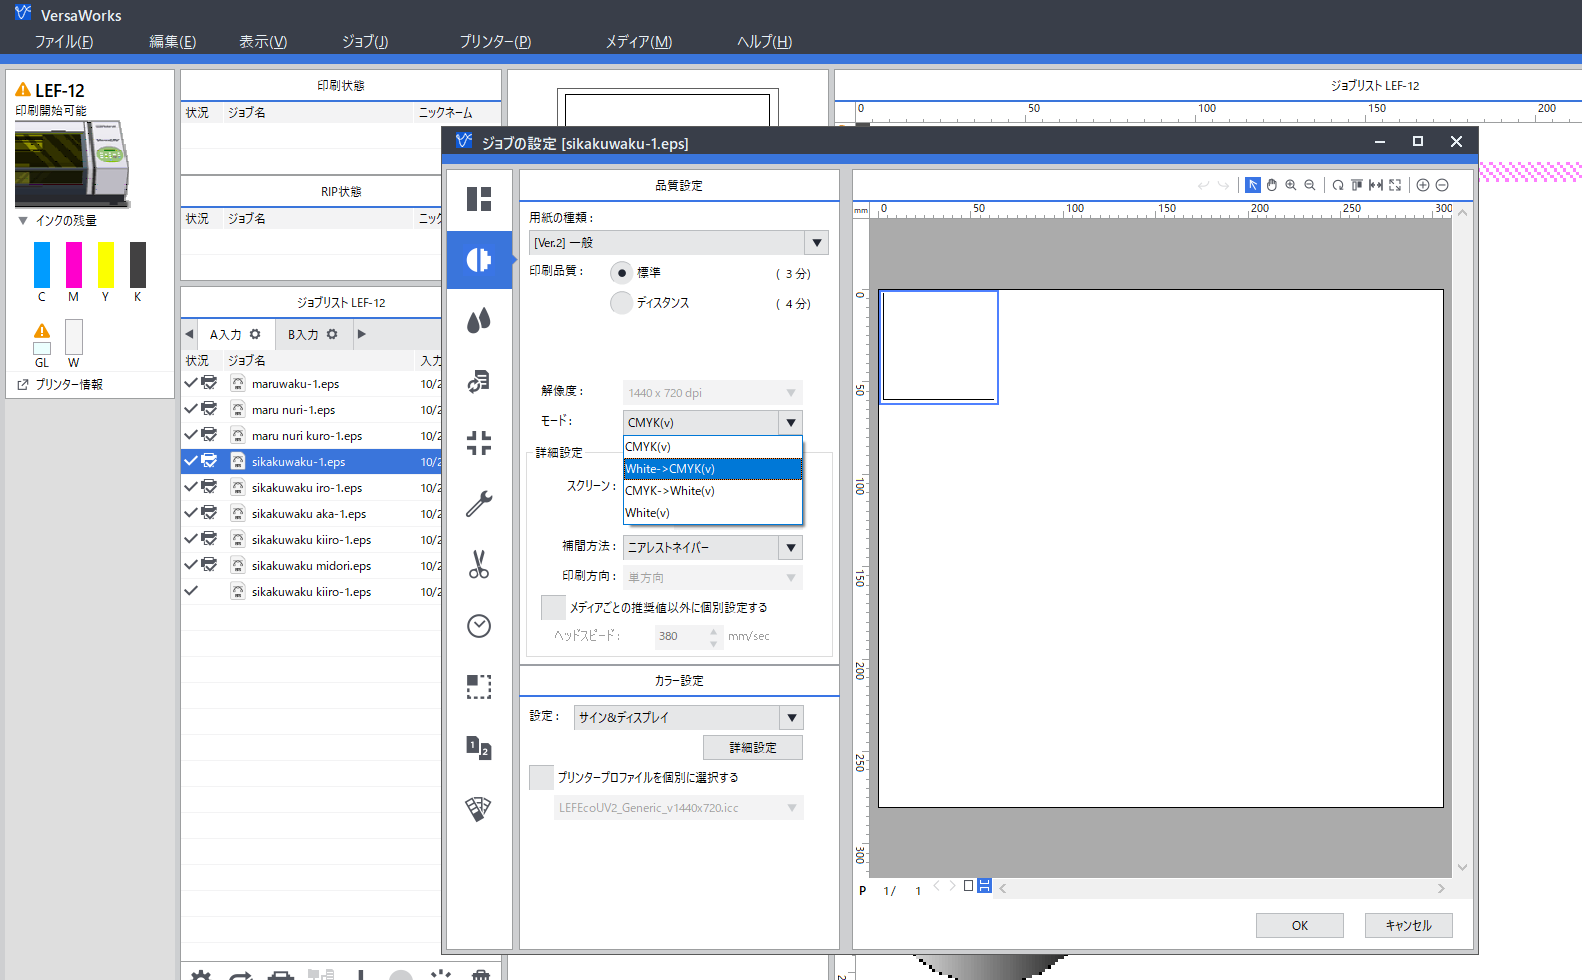 VersaWorks
ファイル(F) 編集(E) 表示(V) ジョブ(J) プリンター(P) メディア(M) ヘルプ(H)
LEF-12
印刷開始可能
インクの残量
C M Y K
GL W
プリンター情報
印刷状態
状況 ジョブ名 ニックネーム
RIP状態
状況 ジョブ名 ニック
ジョブリスト LEF-12
A入力 B入力
状況 ジョブ名 入力
maruwaku-1.eps 10/2
maru nuri-1.eps 10/2
maru nuri kuro-1.eps 10/2
sikakuwaku-1.eps 10/2
sikakuwaku iro-1.eps 10/2
sikakuwaku aka-1.eps 10/2
sikakuwaku kiiro-1.eps 10/2
sikakuwaku midori.eps 10/2
sikakuwaku kiiro-1.eps 10/2
ジョブリスト LEF-12
0 50 100 150 200
ジョブの設定 [sikakuwaku-1.eps]
品質設定
用紙の種類 :
[Ver.2] 一般
印刷品質 : 標準 ( 3 分)
ディスタンス ( 4 分)
解像度 : 1440 x 720 dpi
モード : CMYK(v)
CMYK(v)
White->CMYK(v)
CMYK->White(v)
White(v)
詳細設定
スクリーン :
補間方法 : ニアレストネイバー
印刷方向 : 単方向
メディアごとの推奨値以外に個別設定する
ヘッドスピード : 380 mm/sec
カラー設定
設定 : サイン&ディスプレイ
詳細設定
プリンタープロファイルを個別に選択する
LEFEcoUV2_Generic_v1440x720.icc
1 2
mm 0 50 100 150 200 250 300
0
50
100
150
200
250
300
P 1/ 1
OK キャンセル